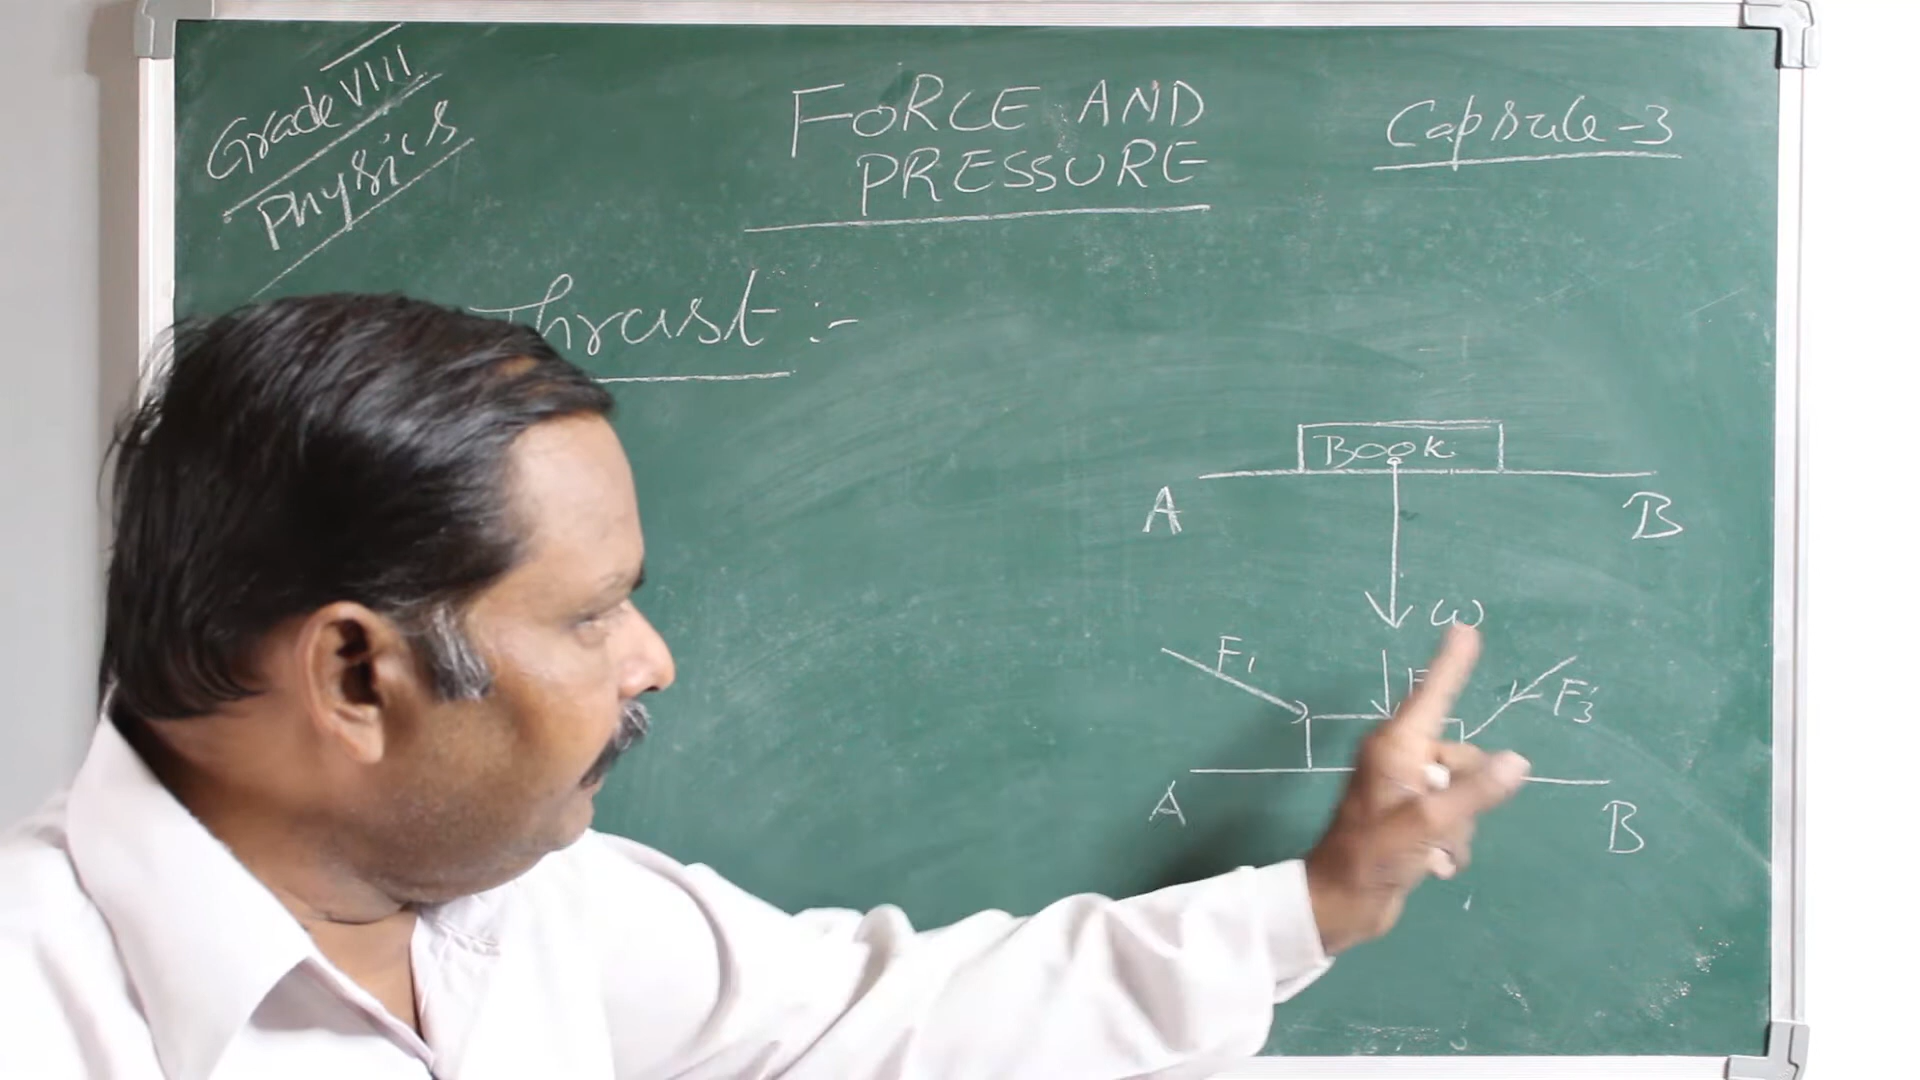 Grade VIII
Physics
FORCE AND
PRESSURE
Capsule-3
Thrust :-
Book
A
B
W
F1
F
F3
A
B